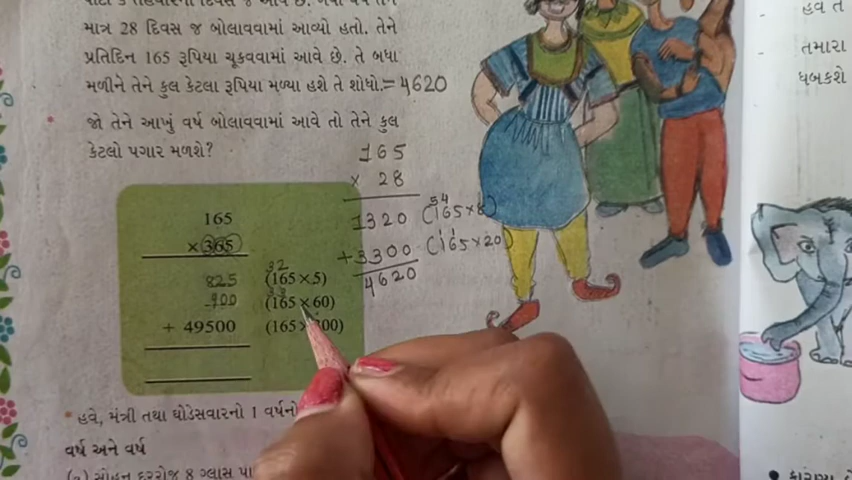 માત્ર 28 દિવસ જ બોલાવવામાં આવ્યો હતો. તેને
પ્રતિદિન 165 રૂપિયા ચૂકવવામાં આવે છે. તે બધા
મળીને તેને કુલ કેટલા રૂપિયા મળ્યા હશે તે શોધો.=4620
જો તેને આખું વર્ષ બોલાવવામાં આવે તો તેને કુલ
કેટલો પગાર મળશે?
165
× 28
1320 (165×8)
+3300 (165×20)
4620
165
× 365
825 (165×5)
900 (165×60)
+ 49500
હવે, મંત્રી તથા ઘોડેસવારનો 1 વર્ષનો
વર્ષ અને વર્ષ
હવે
તમારા
ધબકશે